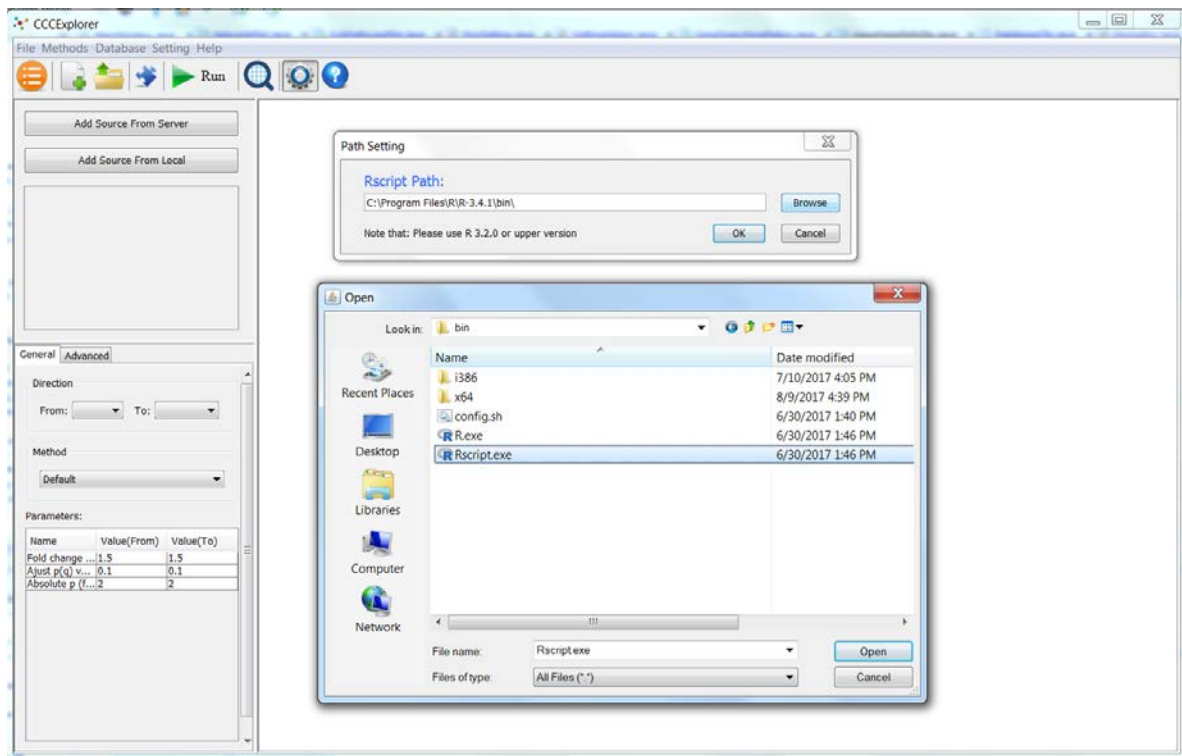 CCCExplorer
File Methods Database Setting Help
Run
Add Source From Server
Add Source From Local
General Advanced
Direction
From: To:
Method
Default
Parameters:
Name Value(From) Value(To)
Fold change ... 1.5 1.5
Ajust p(q) v... 0.1 0.1
Absolute p (f... 2 2
Path Setting
Rscript Path:
C:\Program Files\R\R-3.4.1\bin\
Browse
Note that: Please use R 3.2.0 or upper version
OK Cancel
Open
Look in: bin
Name Date modified
i386 7/10/2017 4:05 PM
x64 8/9/2017 4:39 PM
config.sh 6/30/2017 1:40 PM
R.exe 6/30/2017 1:46 PM
Rscript.exe 6/30/2017 1:46 PM
Recent Places
Desktop
Libraries
Computer
Network
File name: Rscript.exe Open
Files of type: All Files (*.*) Cancel